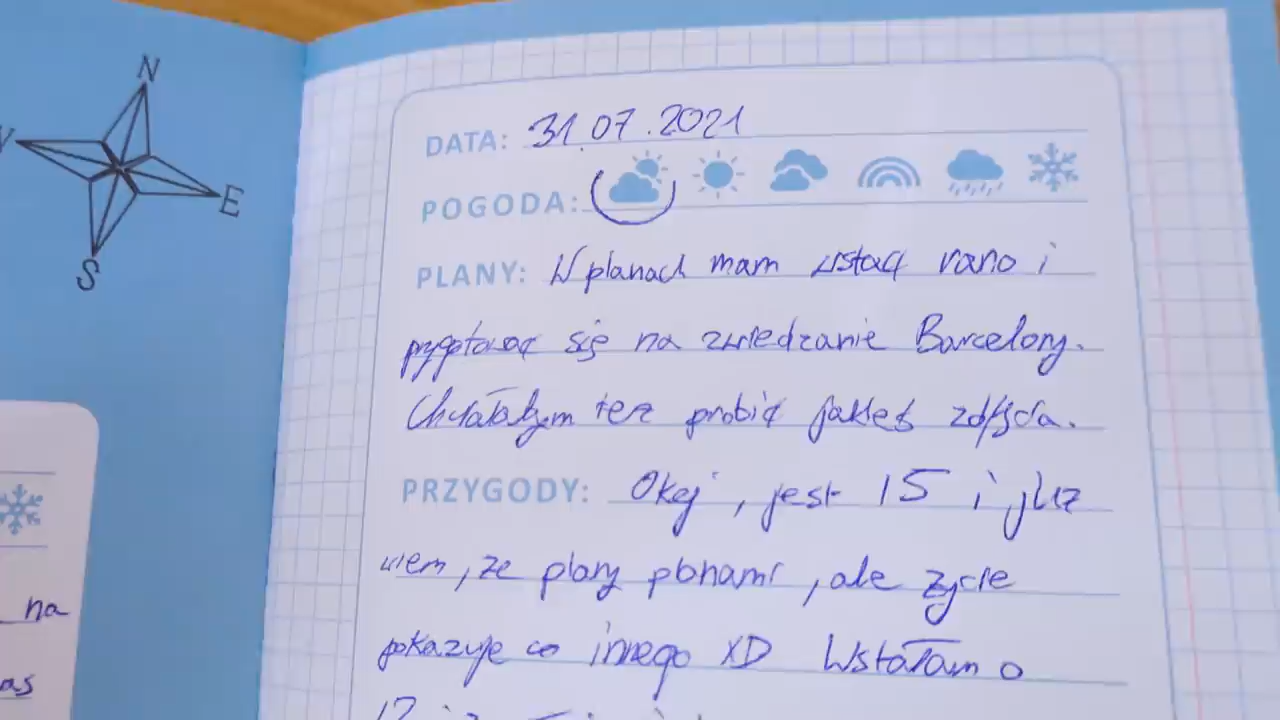 N
W
E
S
na
as
DATA: 31.07.2021
POGODA:
PLANY: W planach mam wstać rano i
przygotować się na zwiedzanie Barcelony.
Chciałabym też zrobić jakieś zdjęcia.
PRZYGODY: Okej, jest 15 i już
wiem, że plany planami, ale życie
pokazuje co innego XD Wstałam o